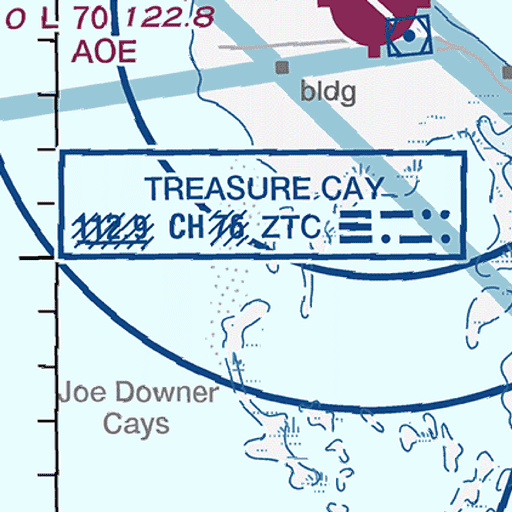 O L 70 122.8
AOE
bldg
TREASURE CAY
112.9 CH 76 ZTC
Joe Downer
Cays